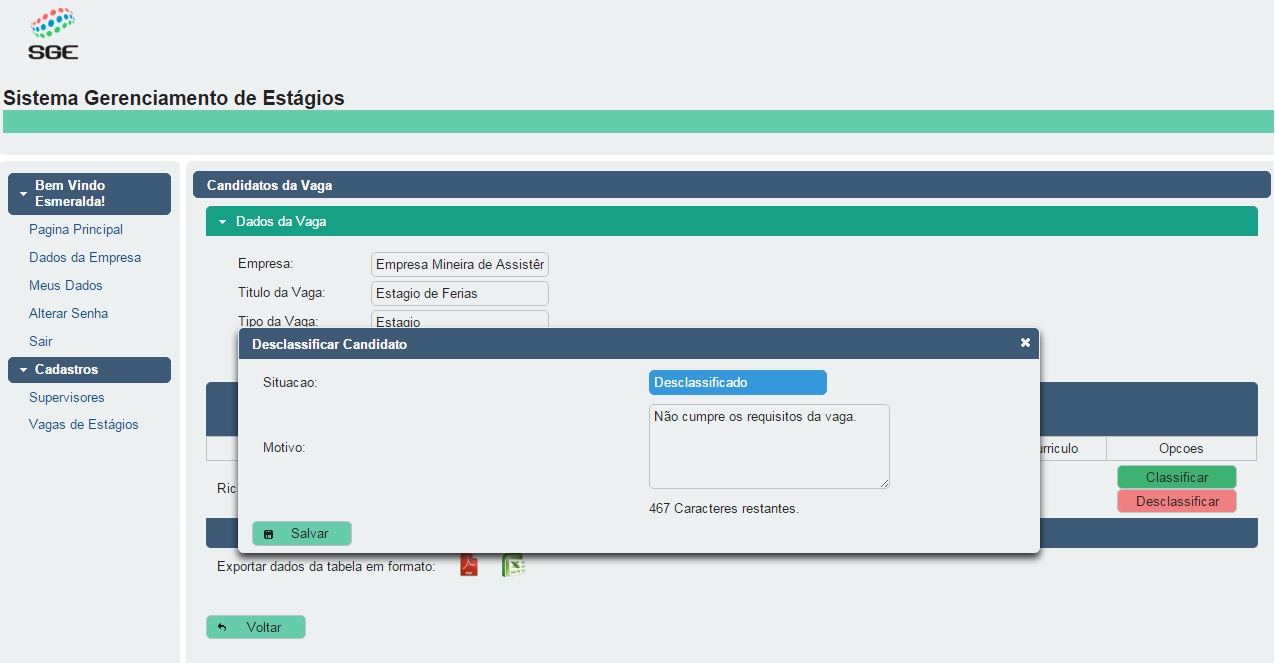 SGE
Sistema Gerenciamento de Estágios
Bem Vindo
Esmeralda!
Pagina Principal
Dados da Empresa
Meus Dados
Alterar Senha
Sair
Cadastros
Supervisores
Vagas de Estágios
Candidatos da Vaga
Dados da Vaga
Empresa: Empresa Mineira de Assistêr
Titulo da Vaga: Estagio de Ferias
Tipo da Vaga: Estagio
Desclassificar Candidato
Situacao: Desclassificado
Motivo: Não cumpre os requisitos da vaga.
467 Caracteres restantes.
Salvar
urriculo Opcoes
Ric
Classificar
Desclassificar
Exportar dados da tabela em formato:
Voltar